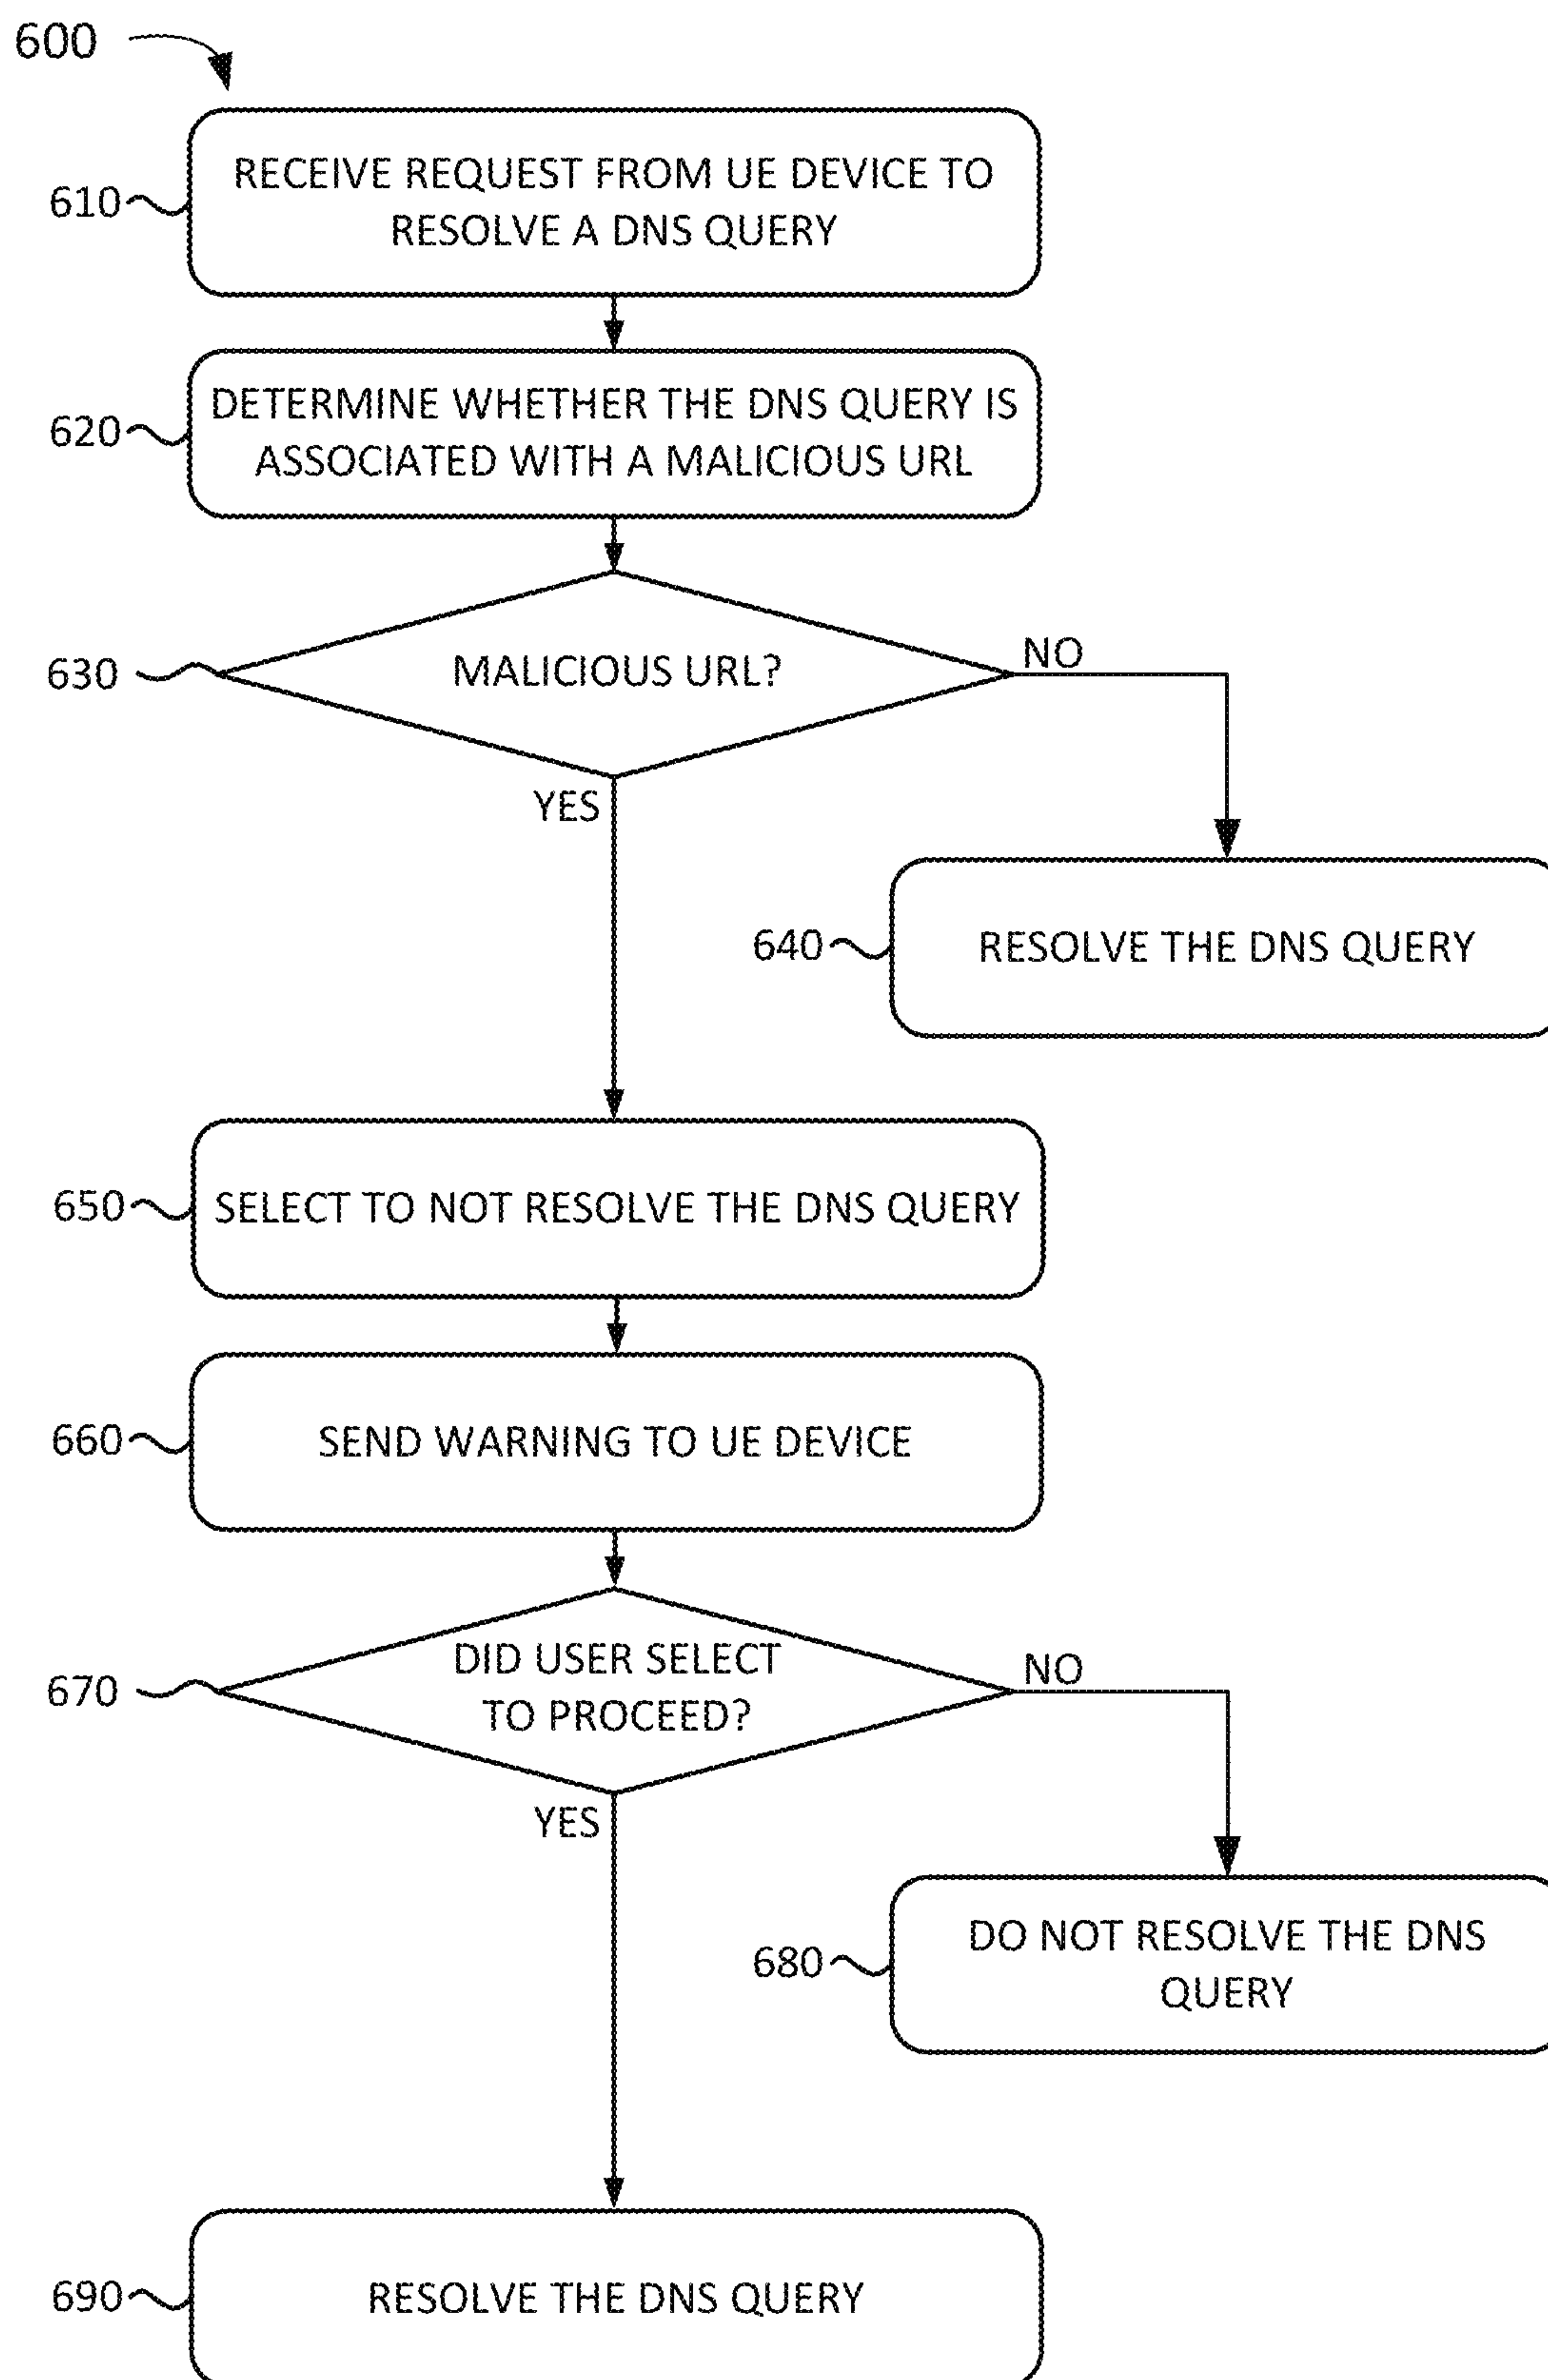 600
610
RECEIVE REQUEST FROM UE DEVICE TO
RESOLVE A DNS QUERY
620
DETERMINE WHETHER THE DNS QUERY IS
ASSOCIATED WITH A MALICIOUS URL
630
MALICIOUS URL?
NO
YES
640
RESOLVE THE DNS QUERY
650
SELECT TO NOT RESOLVE THE DNS QUERY
660
SEND WARNING TO UE DEVICE
670
DID USER SELECT
TO PROCEED?
NO
YES
680
DO NOT RESOLVE THE DNS
QUERY
690
RESOLVE THE DNS QUERY